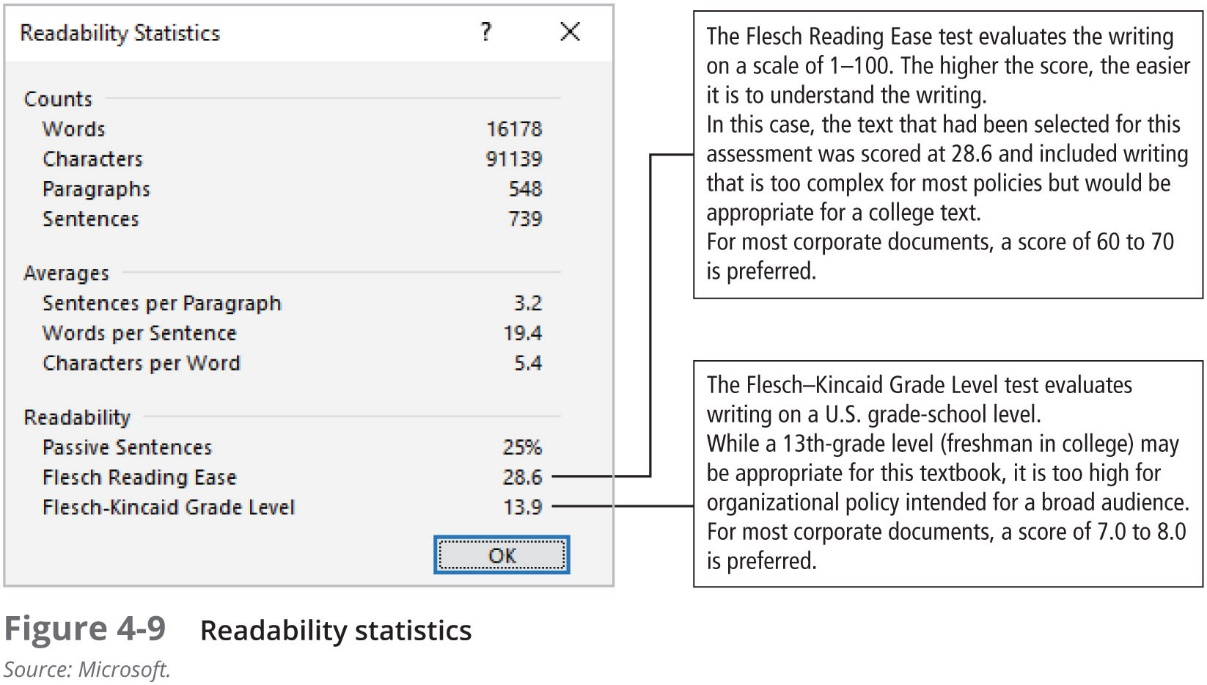 Readability Statistics ? ×
Counts
Words 16178
Characters 91139
Paragraphs 548
Sentences 739
Averages
Sentences per Paragraph 3.2
Words per Sentence 19.4
Characters per Word 5.4
Readability
Passive Sentences 25%
Flesch Reading Ease 28.6
Flesch-Kincaid Grade Level 13.9
OK
The Flesch Reading Ease test evaluates the writing
on a scale of 1–100. The higher the score, the easier
it is to understand the writing.
In this case, the text that had been selected for this
assessment was scored at 28.6 and included writing
that is too complex for most policies but would be
appropriate for a college text.
For most corporate documents, a score of 60 to 70
is preferred.
The Flesch–Kincaid Grade Level test evaluates
writing on a U.S. grade-school level.
While a 13th-grade level (freshman in college) may
be appropriate for this textbook, it is too high for
organizational policy intended for a broad audience.
For most corporate documents, a score of 7.0 to 8.0
is preferred.
Figure 4-9 Readability statistics
Source: Microsoft.